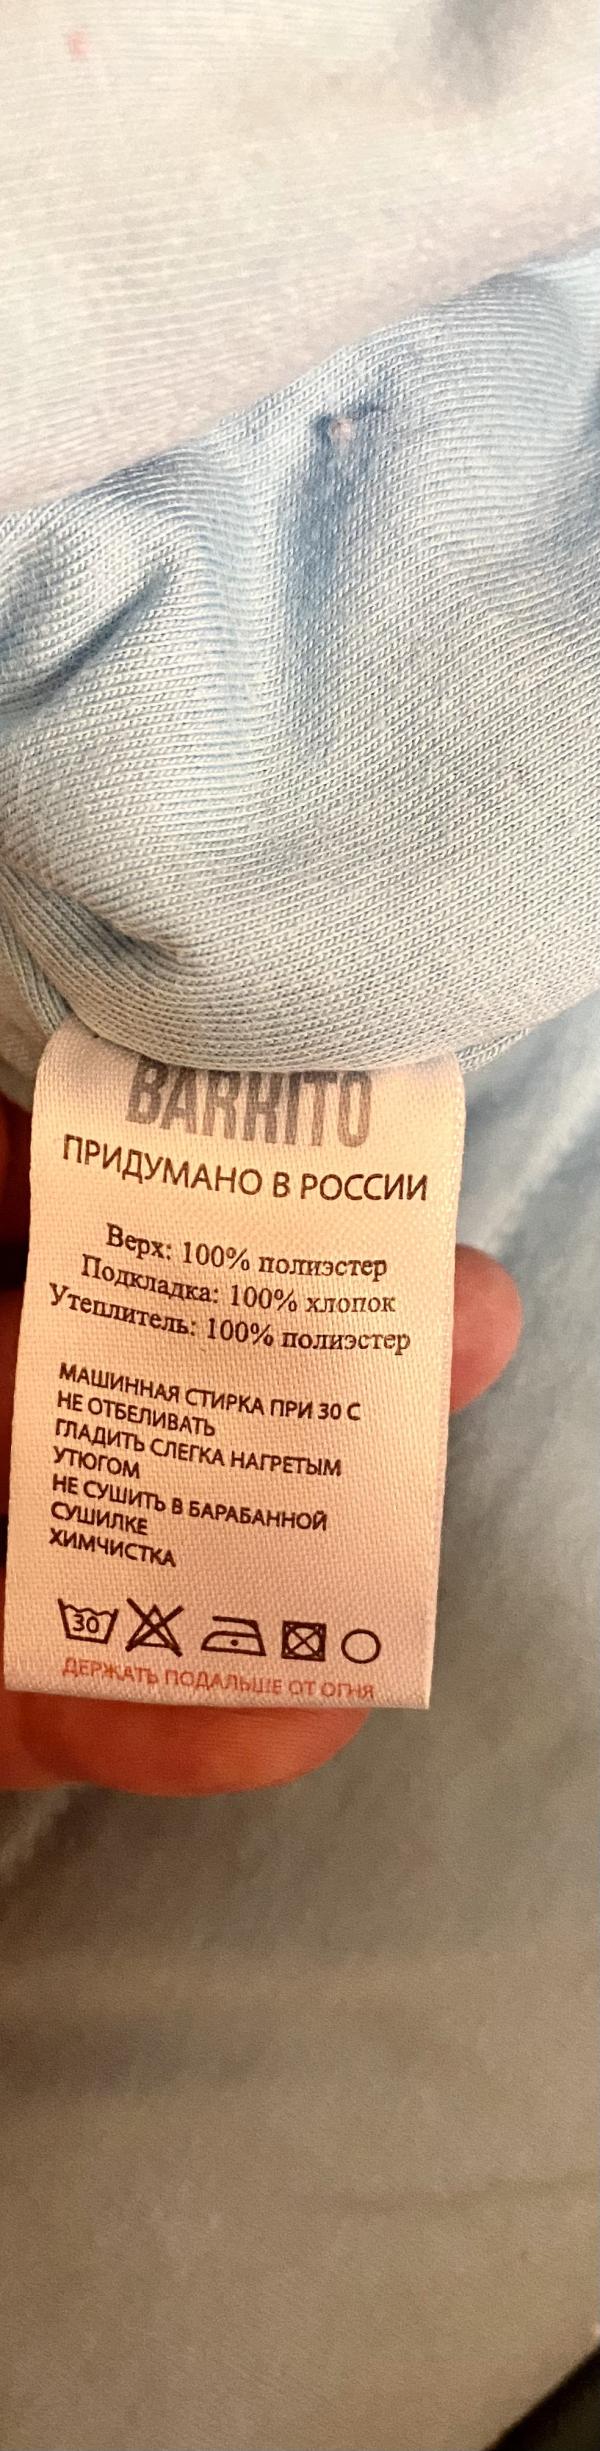 BARKITO
ПРИДУМАНО В РОССИИ
Верх: 100% полиэстер
Подкладка: 100% хлопок
Утеплитель: 100% полиэстер
МАШИННАЯ СТИРКА ПРИ 30 С
НЕ ОТБЕЛИВАТЬ
ГЛАДИТЬ СЛЕГКА НАГРЕТЫМ
УТЮГОМ
НЕ СУШИТЬ В БАРАБАННОЙ
СУШИЛКЕ
ХИМЧИСТКА
30
ДЕРЖАТЬ ПОДАЛЬШЕ ОТ ОГНЯ